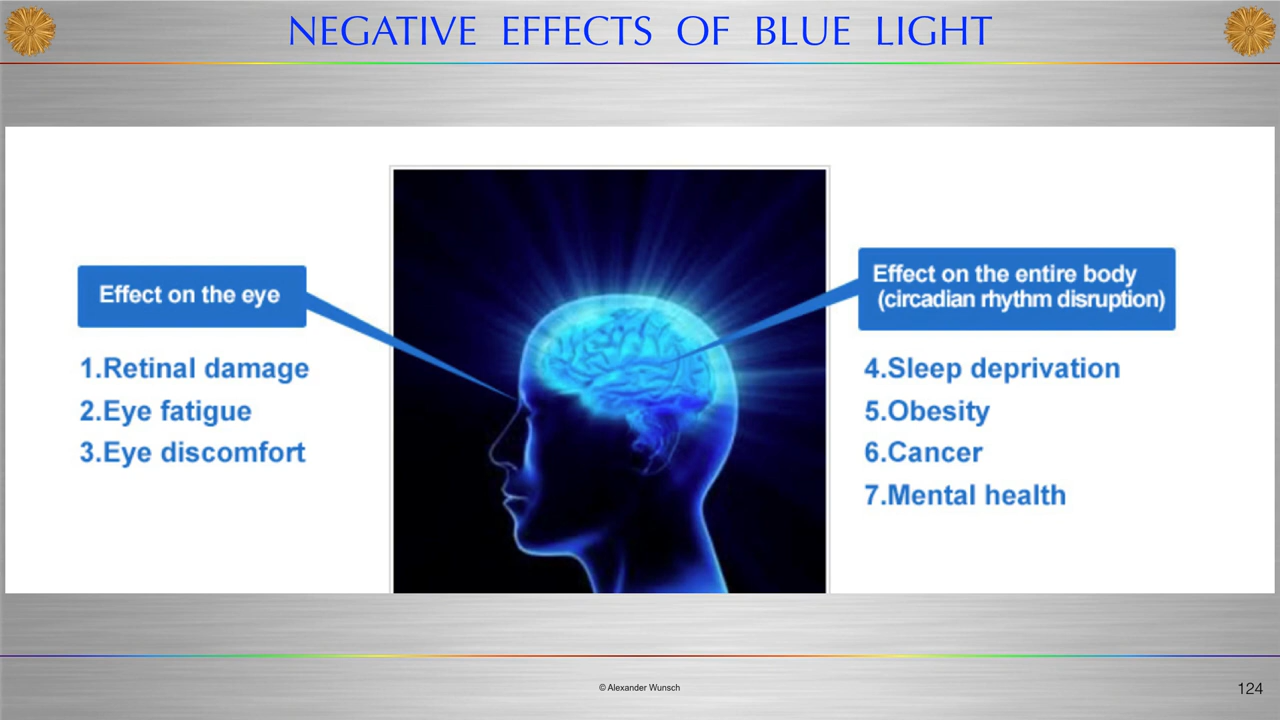 NEGATIVE EFFECTS OF BLUE LIGHT
Effect on the eye
1.Retinal damage
2.Eye fatigue
3.Eye discomfort
Effect on the entire body
(circadian rhythm disruption)
4.Sleep deprivation
5.Obesity
6.Cancer
7.Mental health
© Alexander Wunsch
124